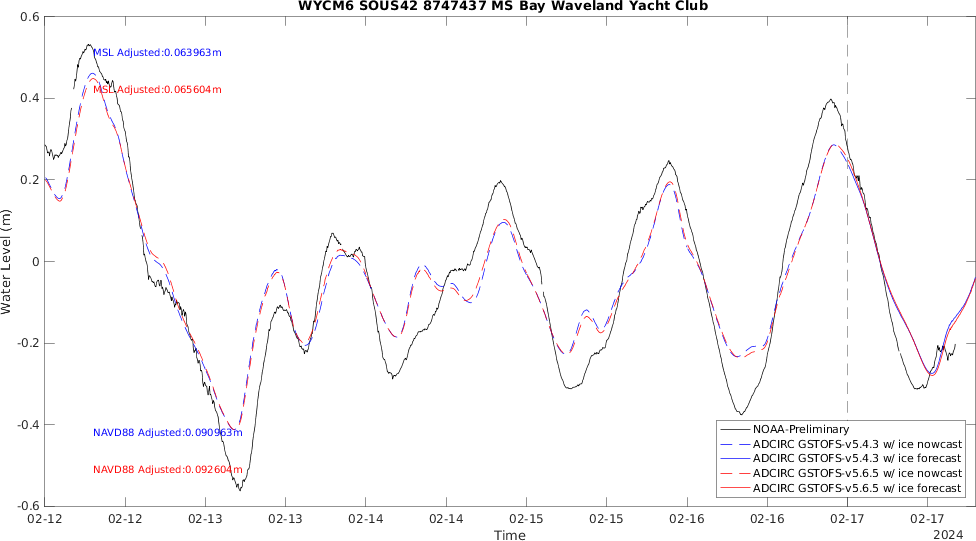 WYCM6 SOUS42 8747437 MS Bay Waveland Yacht Club
0.6
0.4
0.2
0
-0.2
-0.4
-0.6
Water Level (m)
MSL Adjusted:0.063963m
MSL Adjusted:0.065604m
NAVD88 Adjusted:0.090963m
NAVD88 Adjusted:0.092604m
NOAA-Preliminary
ADCIRC GSTOFS-v5.4.3 w/ ice nowcast
ADCIRC GSTOFS-v5.4.3 w/ ice forecast
ADCIRC GSTOFS-v5.6.5 w/ ice nowcast
ADCIRC GSTOFS-v5.6.5 w/ ice forecast
02-12 02-12 02-13 02-13 02-14 02-14 02-15 02-15 02-16 02-16 02-17 02-17
2024
Time